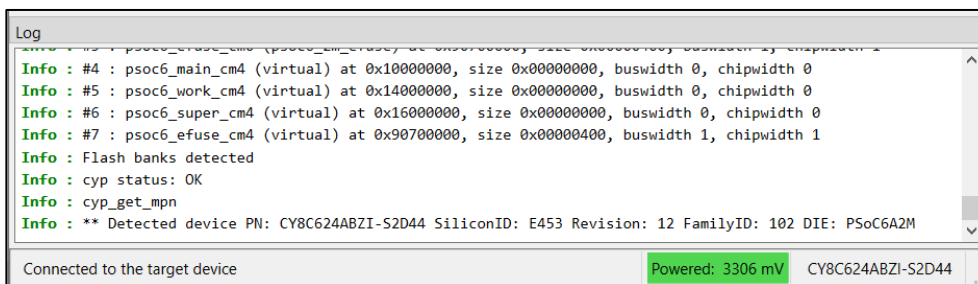 Log
Info : #4 : psoc6_main_cm4 (virtual) at 0x10000000, size 0x00000000, buswidth 0, chipwidth 0
Info : #5 : psoc6_work_cm4 (virtual) at 0x14000000, size 0x00000000, buswidth 0, chipwidth 0
Info : #6 : psoc6_super_cm4 (virtual) at 0x16000000, size 0x00000000, buswidth 0, chipwidth 0
Info : #7 : psoc6_efuse_cm4 (virtual) at 0x90700000, size 0x00000400, buswidth 1, chipwidth 1
Info : Flash banks detected
Info : cyp status: OK
Info : cyp_get_mpn
Info : ** Detected device PN: CY8C624ABZI-S2D44 SiliconID: E453 Revision: 12 FamilyID: 102 DIE: PSoC6A2M
Connected to the target device Powered: 3306 mV CY8C624ABZI-S2D44